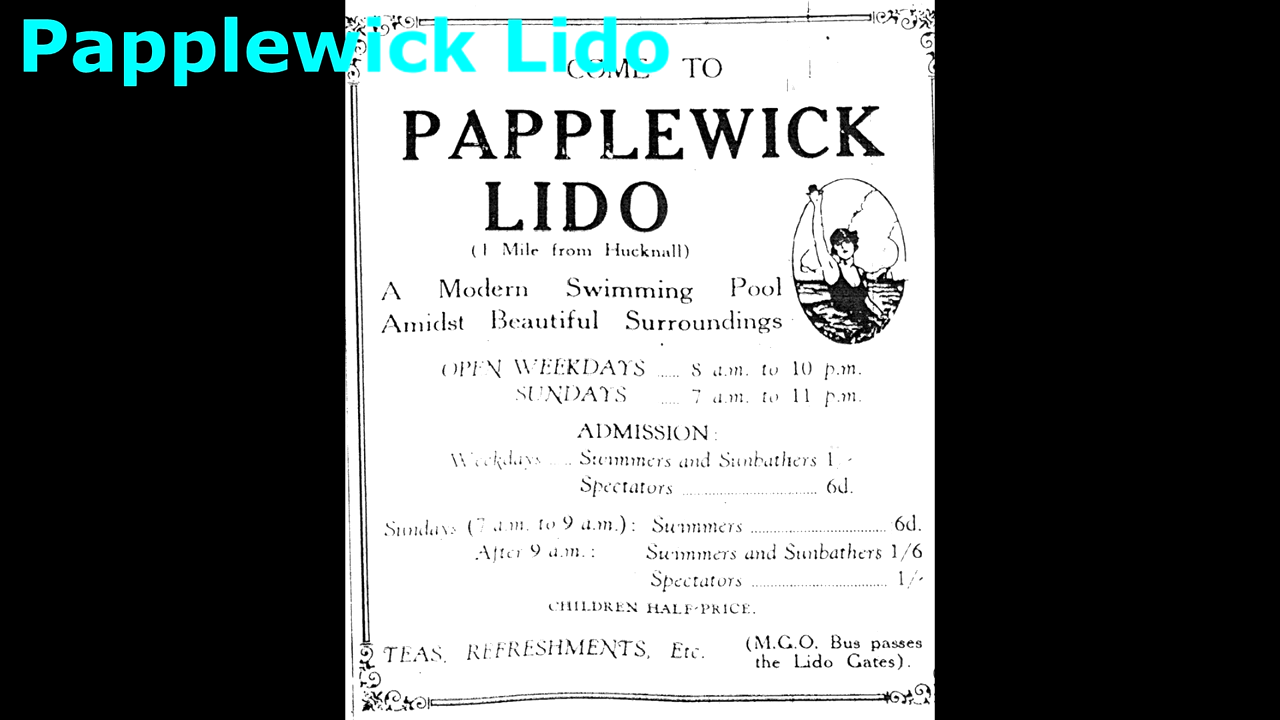 Papplewick Lido
COME TO
PAPPLEWICK
LIDO
(1 Mile from Hucknall)
A Modern Swimming Pool
Amidst Beautiful Surroundings
OPEN WEEKDAYS ..... 8 a.m. to 10 p.m.
SUNDAYS ..... 7 a.m. to 11 p.m.
ADMISSION:
Weekdays ..... Swimmers and Sunbathers 1/-
Spectators ..... 6d.
Sundays (7 a.m. to 9 a.m.): Swimmers ..... 6d.
After 9 a.m.: Swimmers and Sunbathers 1/6
Spectators ..... 1/-
CHILDREN HALF-PRICE.
TEAS, REFRESHMENTS, Etc. (M.G.O. Bus passes
the Lido Gates).